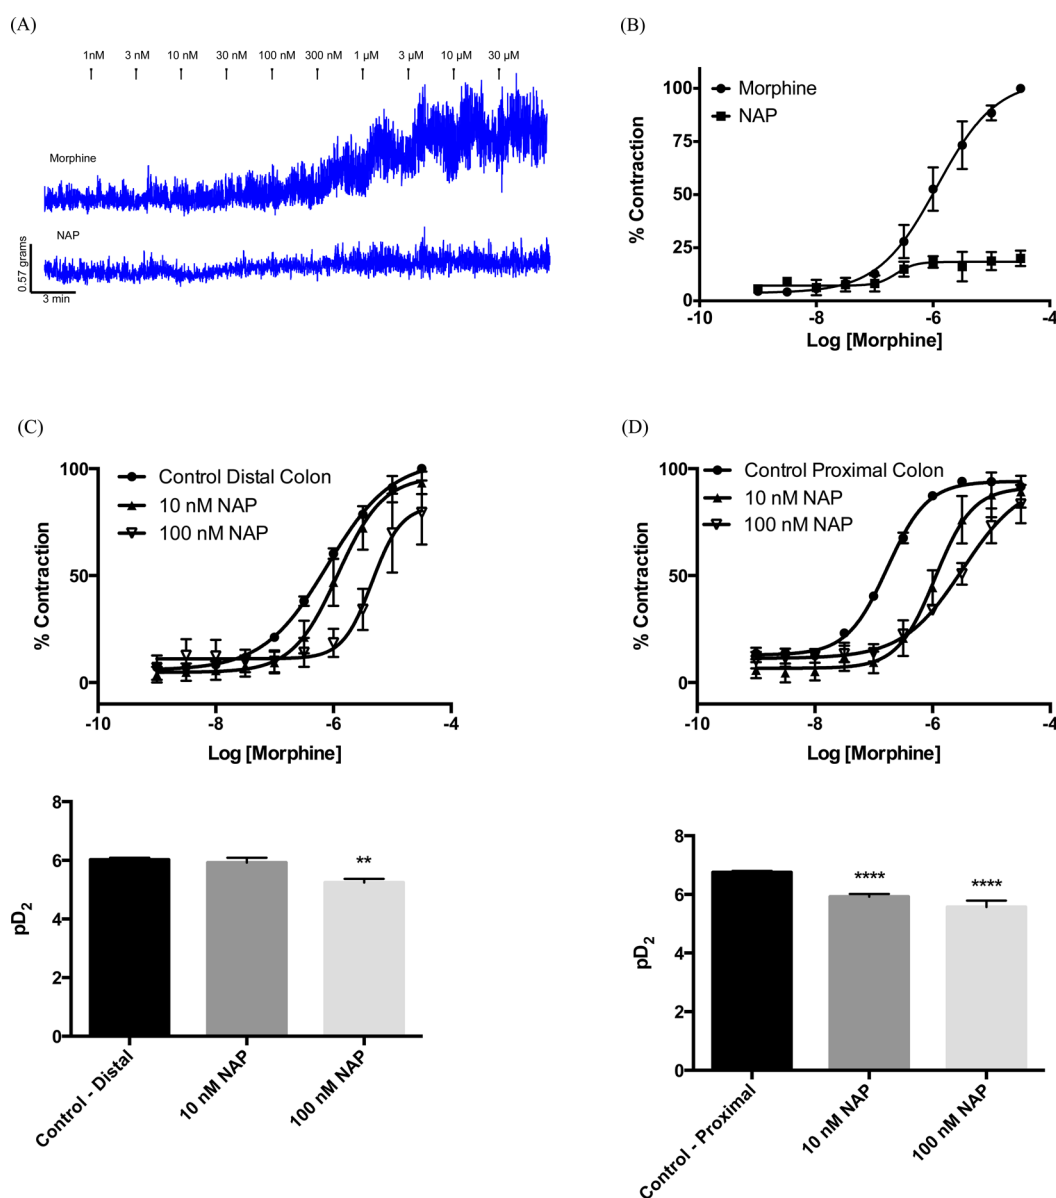 (A)
1nM 3 nM 10 nM 30 nM 100 nM 300 nM 1 µM 3 µM 10 µM 30 µM
Morphine
NAP
0.57 grams
3 min
(B)
100
75
50
25
0
% Contraction
Morphine
NAP
-10 -8 -6 -4
Log [Morphine]
(C)
100
50
0
% Contraction
Control Distal Colon
10 nM NAP
100 nM NAP
-10 -8 -6 -4
Log [Morphine]
(D)
100
50
0
% Contraction
Control Proximal Colon
10 nM NAP
100 nM NAP
-10 -8 -6 -4
Log [Morphine]
8
6
4
2
0
pD2
**
Control - Distal
10 nM NAP
100 nM NAP
8
6
4
2
0
pD2
****
****
Control - Proximal
10 nM NAP
100 nM NAP